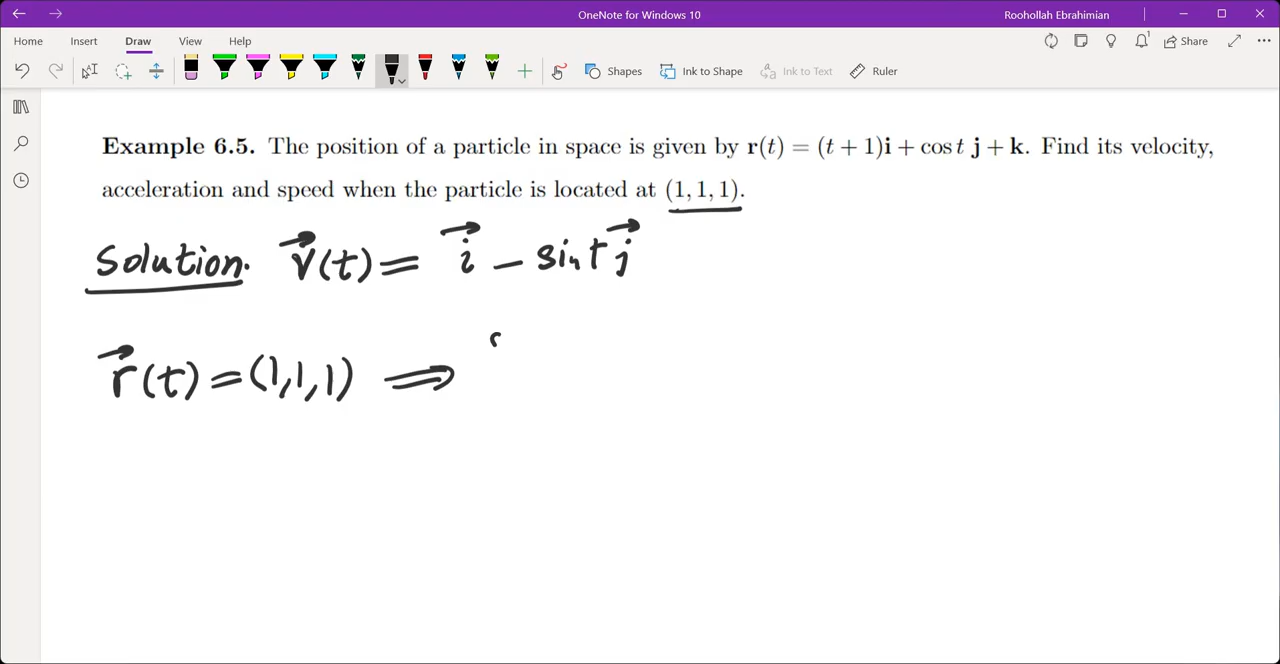 OneNote for Windows 10
Roohollah Ebrahimian
Home Insert Draw View Help
Share
Shapes Ink to Shape Ink to Text Ruler
Example 6.5. The position of a particle in space is given by r(t) = (t + 1)i + cos t j + k. Find its velocity,
acceleration and speed when the particle is located at (1, 1, 1).
Solution. v⃗(t) = i⃗ − sin t j⃗
r⃗(t) = (1,1,1) ⟹